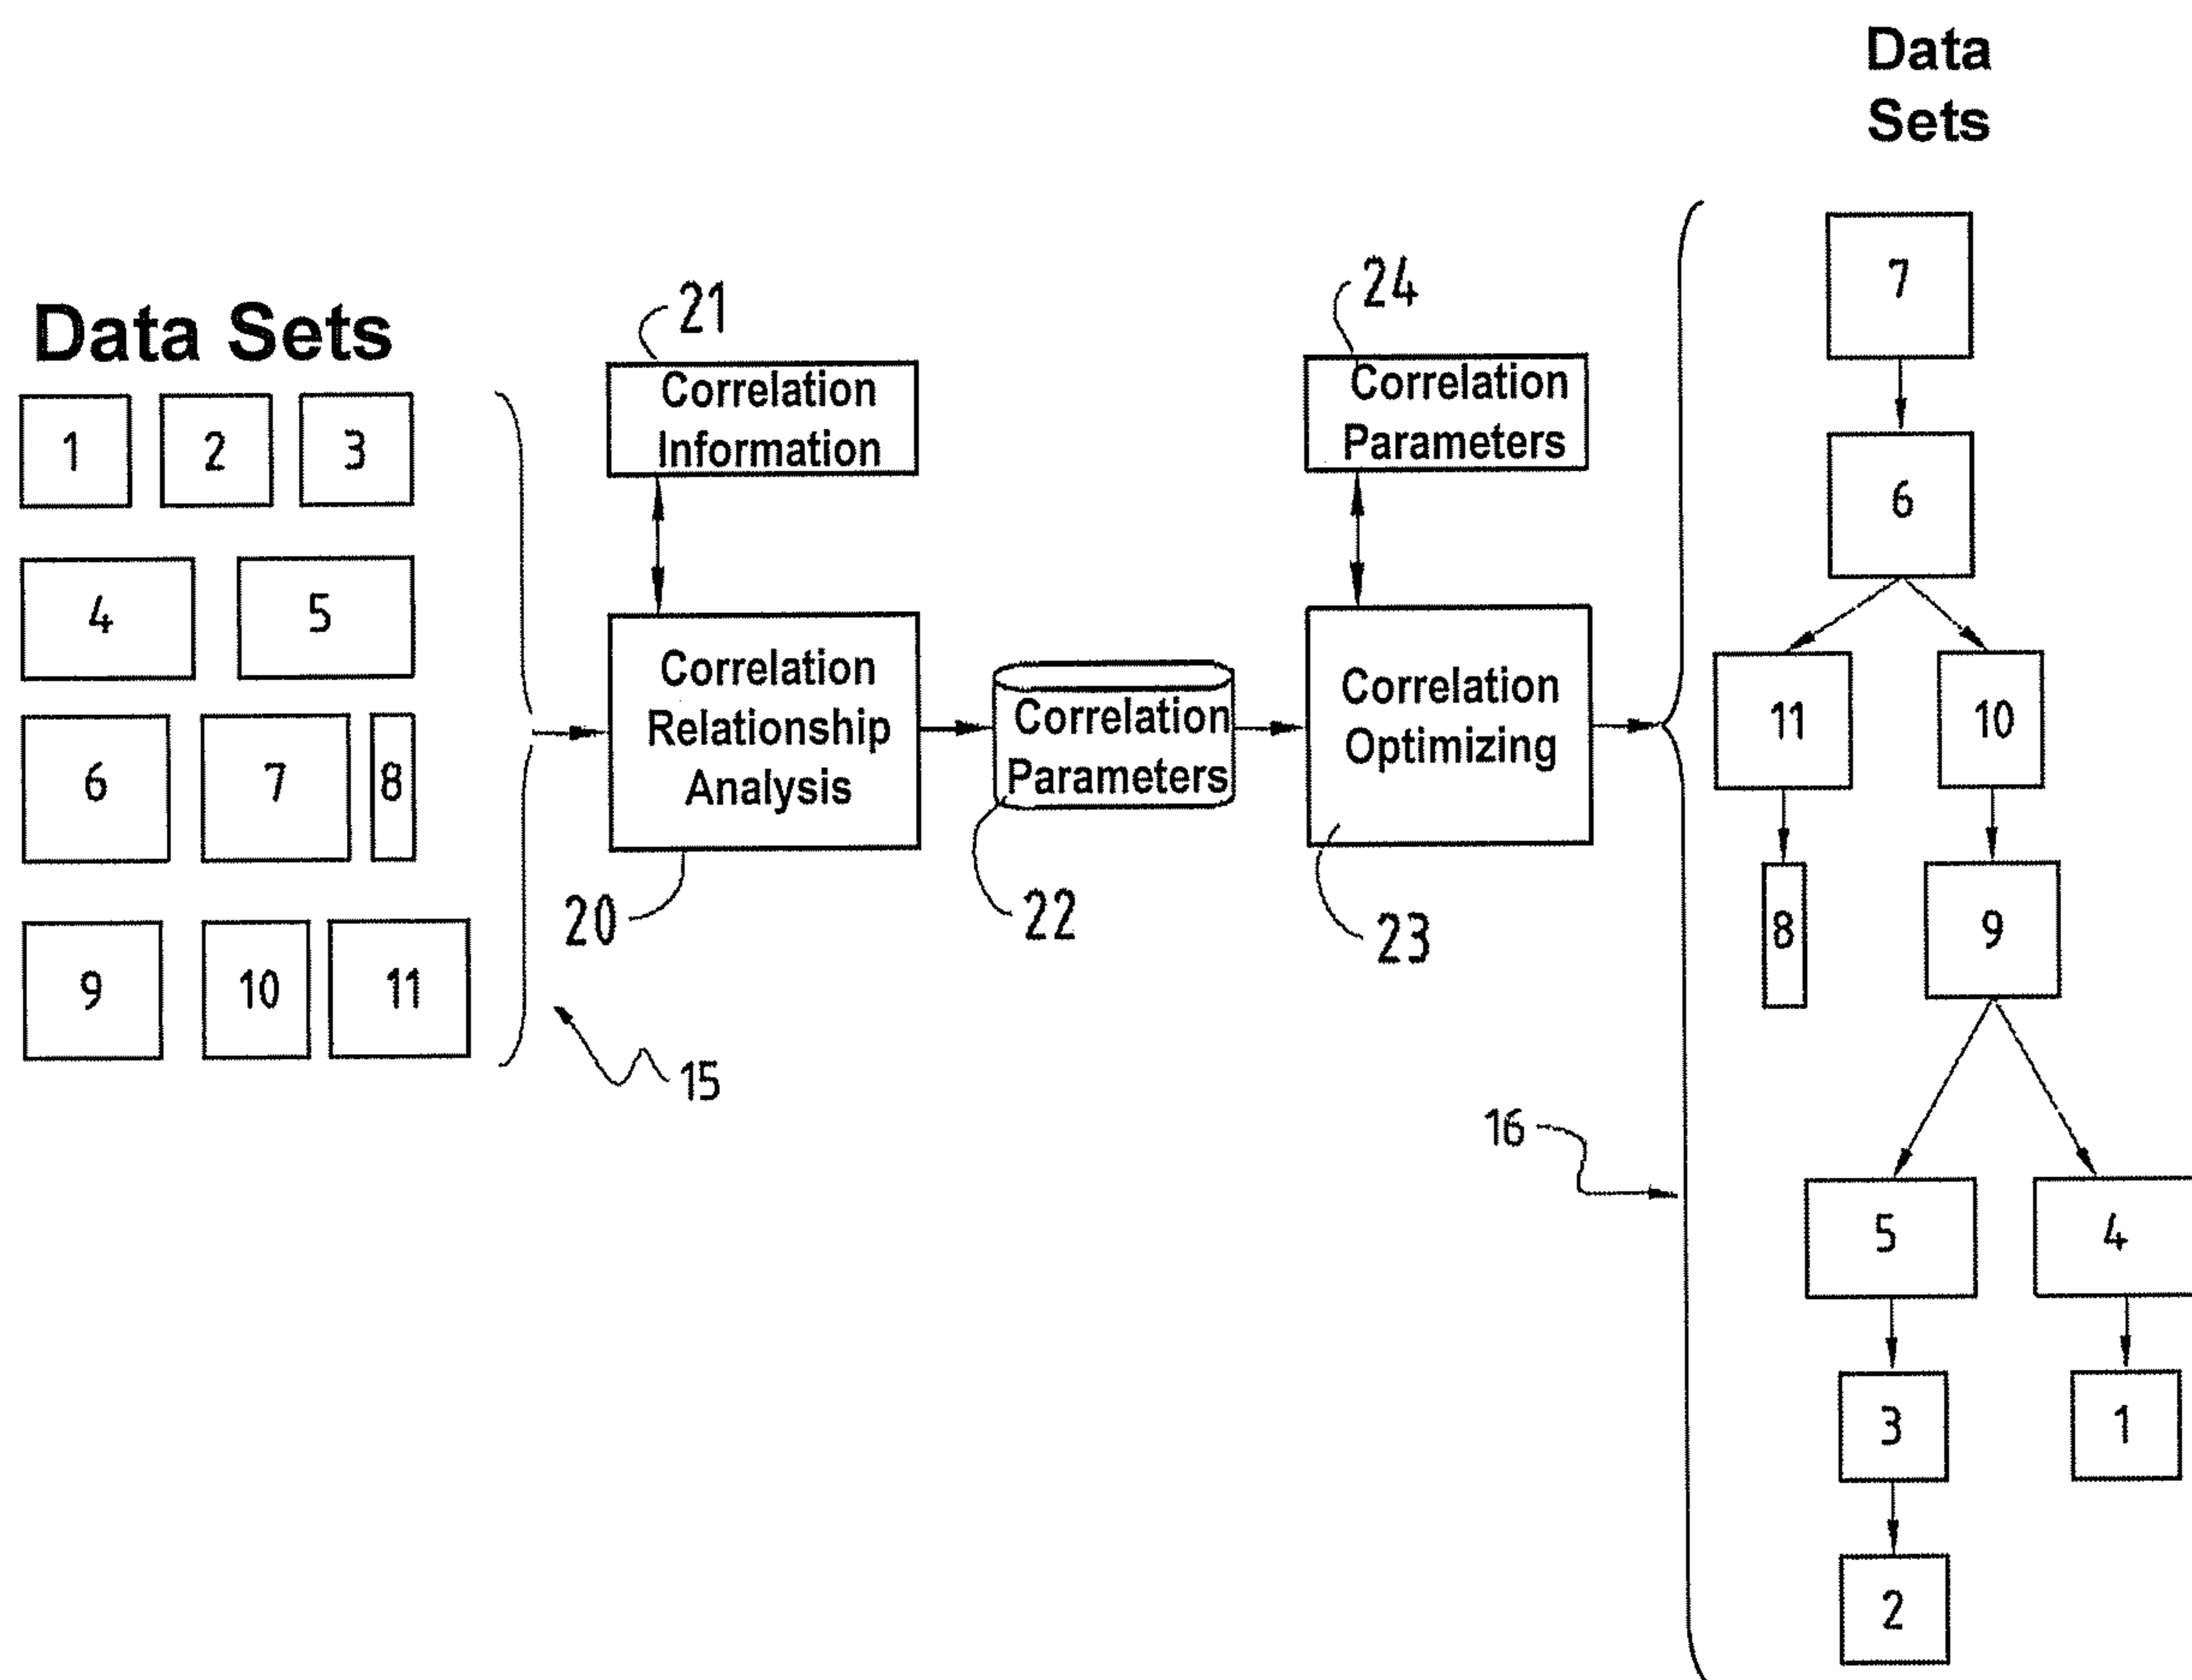 Data Sets
1 2 3
4 5
6 7 8
9 10 11
15
21
Correlation
Information
Correlation
Relationship
Analysis
20
Correlation
Parameters
22
24
Correlation
Parameters
Correlation
Optimizing
23
16
Data
Sets
7
6
11 10
8 9
5 4
3 1
2